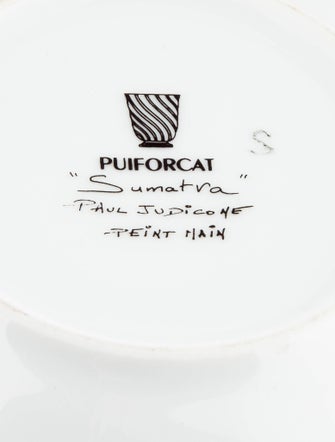 S
PUIFORCAT
"Sumatra"
-PAUL JUDICONE
-PEINT MAIN